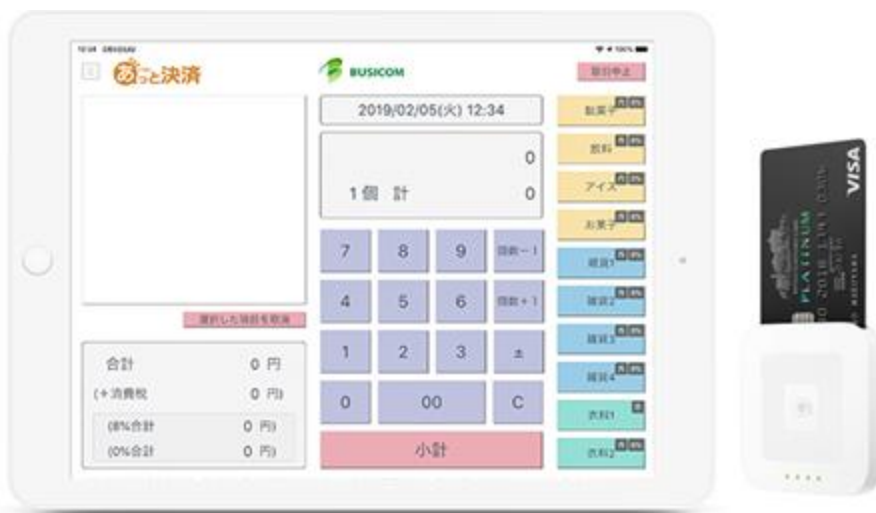 12:34
100%
あっと決済
BUSICOM
取引中止
2019/02/05(火) 12:34
0
1個 計 0
7 8 9 個数－1
4 5 6 個数＋1
1 2 3 ±
0 00 C
小計
駄菓子
飲料
アイス
お菓子
雑貨1
雑貨2
雑貨3
雑貨4
衣料1
衣料2
選択した項目を取消
合計 0 円
(+消費税 0 円)
(8%合計 0 円)
(0%合計 0 円)
VISA
PLATINUM